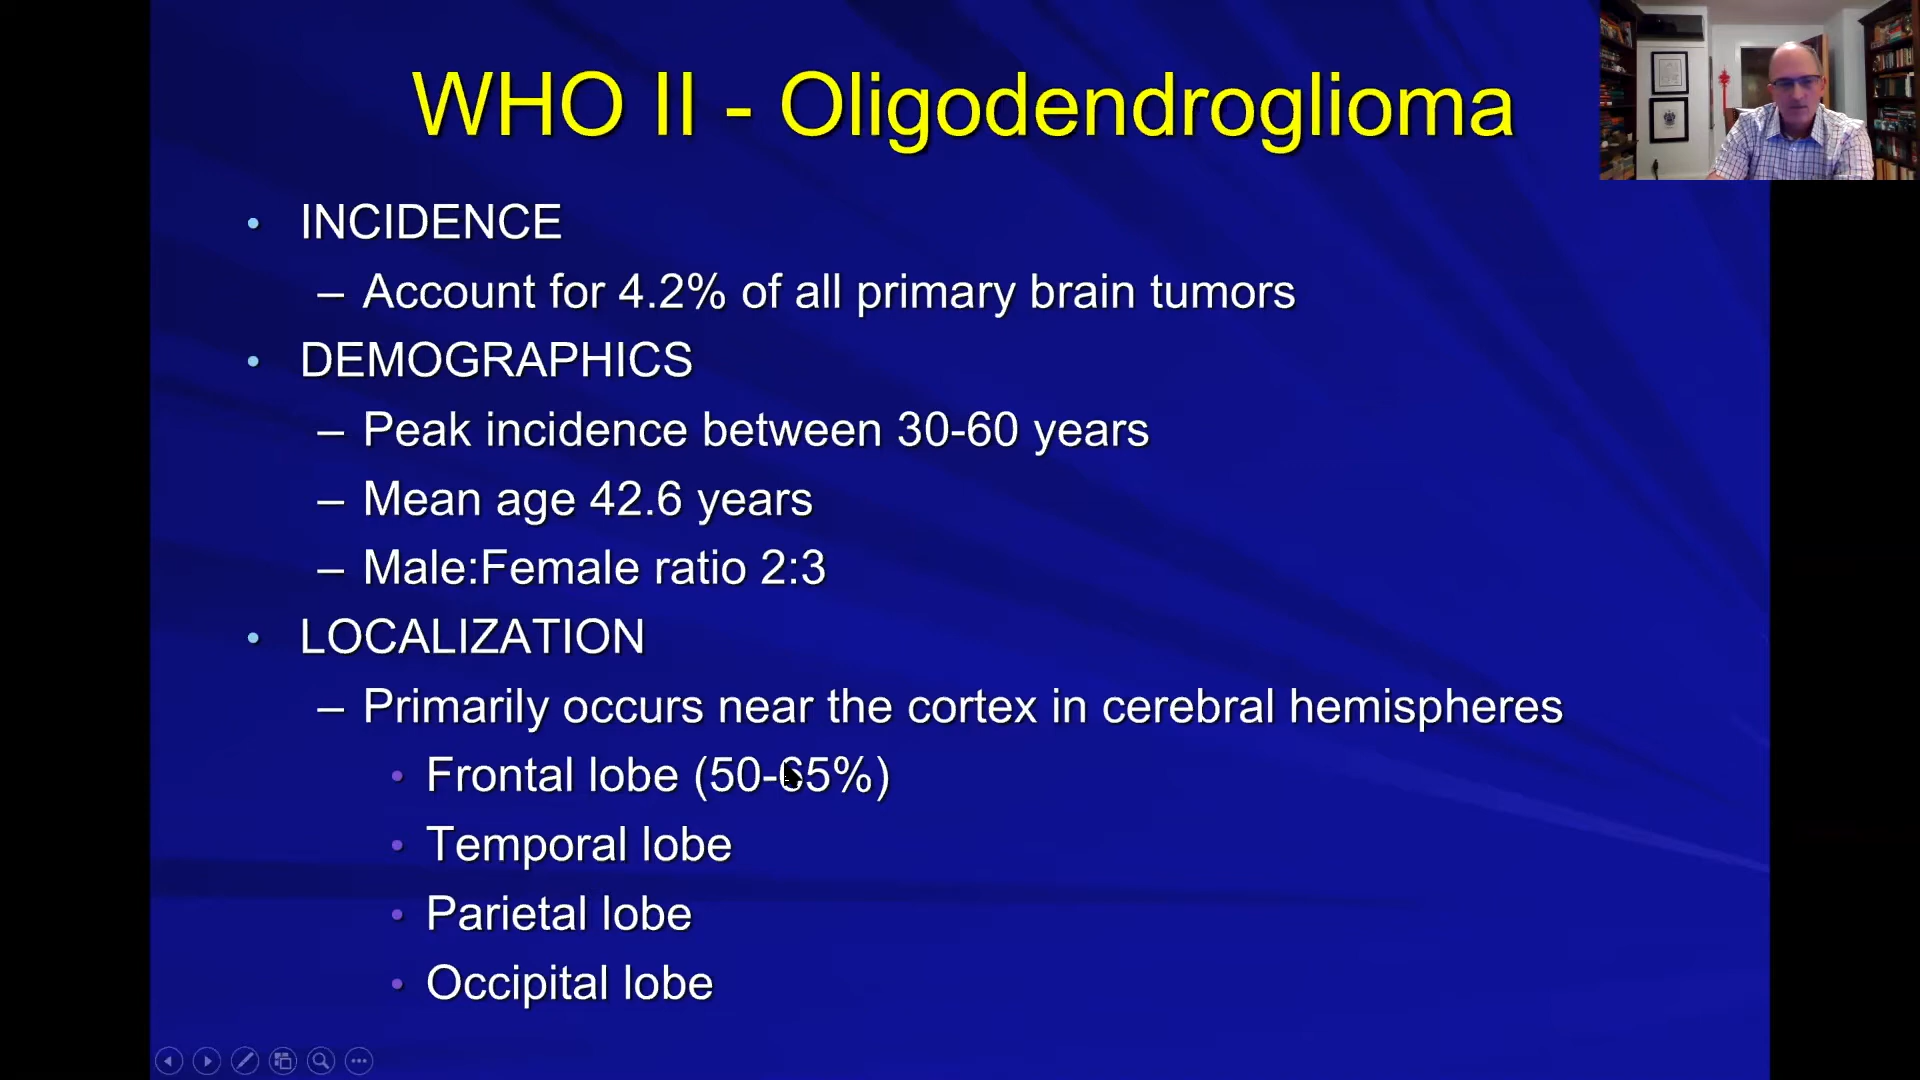 WHO II - Oligodendroglioma
• INCIDENCE
– Account for 4.2% of all primary brain tumors
• DEMOGRAPHICS
– Peak incidence between 30-60 years
– Mean age 42.6 years
– Male:Female ratio 2:3
• LOCALIZATION
– Primarily occurs near the cortex in cerebral hemispheres
• Frontal lobe (50-65%)
• Temporal lobe
• Parietal lobe
• Occipital lobe